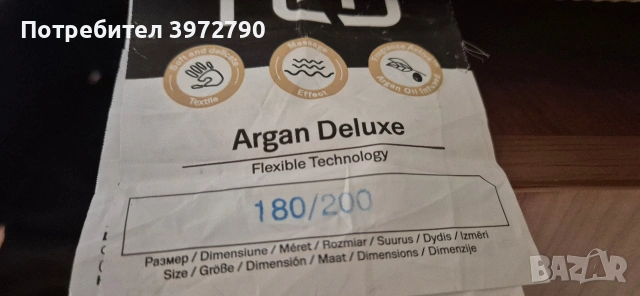 Потребител 3972790
Soft and delicate
Textile
Massage
Effect
Argan Oil Infused
Argan Deluxe
Flexible Technology
180/200
Размер / Dimensiune / Méret / Rozmiar / Suurus / Dydis / Izmēri
Size / Größe / Dimensión / Maat / Dimensions / Dimenzije
bazar